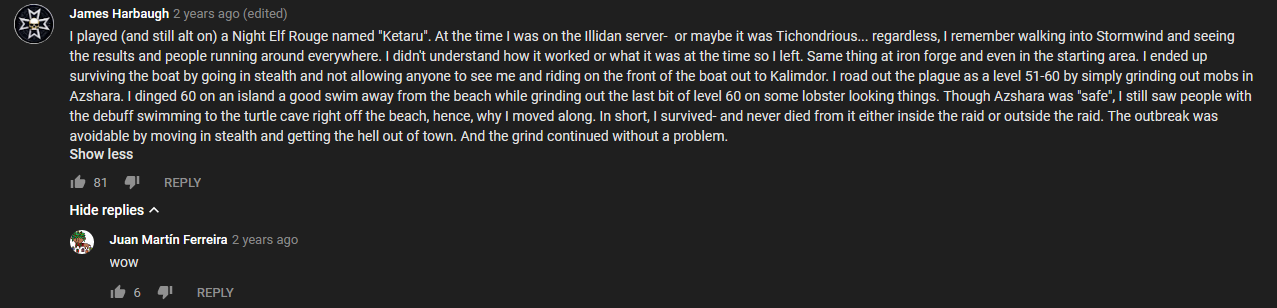 James Harbaugh 2 years ago (edited)
I played (and still alt on) a Night Elf Rouge named "Ketaru". At the time I was on the Illidan server-  or maybe it was Tichondrious... regardless, I remember walking into Stormwind and seeing
the results and people running around everywhere. I didn't understand how it worked or what it was at the time so I left. Same thing at iron forge and even in the starting area. I ended up
surviving the boat by going in stealth and not allowing anyone to see me and riding on the front of the boat out to Kalimdor. I road out the plague as a level 51-60 by simply grinding out mobs in
Azshara. I dinged 60 on an island a good swim away from the beach while grinding out the last bit of level 60 on some lobster looking things. Though Azshara was "safe", I still saw people with
the debuff swimming to the turtle cave right off the beach, hence, why I moved along. In short, I survived- and never died from it either inside the raid or outside the raid. The outbreak was
avoidable by moving in stealth and getting the hell out of town. And the grind continued without a problem.
Show less
81 REPLY
Hide replies
Juan Martín Ferreira 2 years ago
wow
6 REPLY